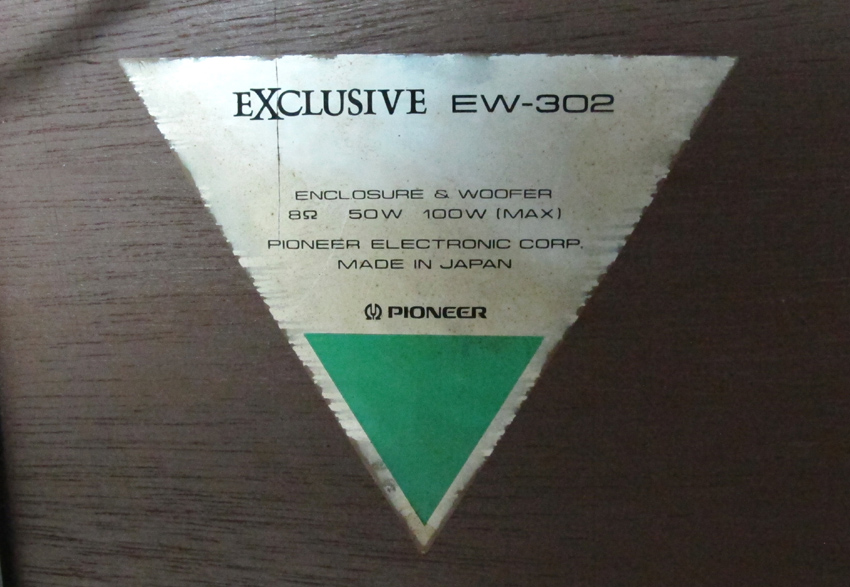 EXCLUSIVE EW-302
ENCLOSURE & WOOFER
8Ω 50W 100W (MAX)
PIONEER ELECTRONIC CORP.
MADE IN JAPAN
PIONEER